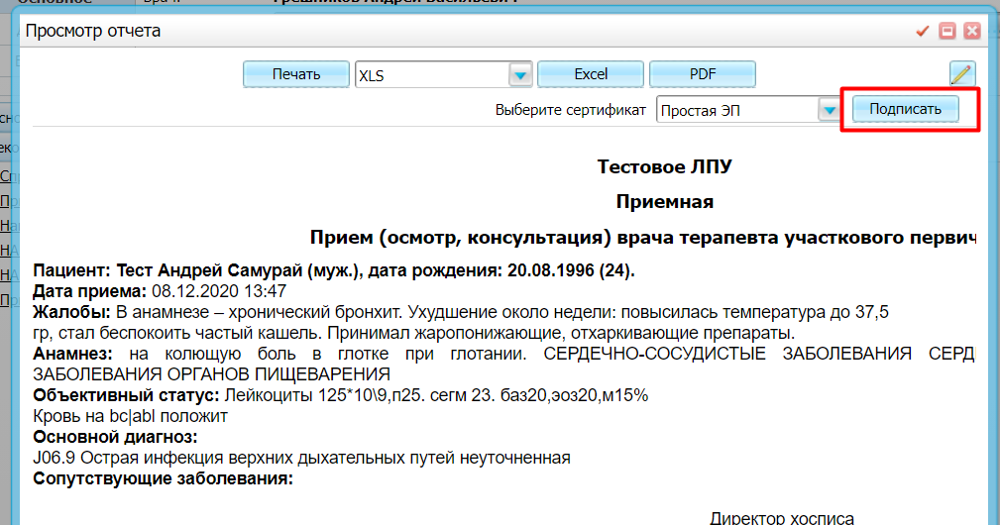 Просмотр отчета
Печать XLS Excel PDF
Выберите сертификат Простая ЭП Подписать
Тестовое ЛПУ
Приемная
Прием (осмотр, консультация) врача терапевта участкового первич
Пациент: Тест Андрей Самурай (муж.), дата рождения: 20.08.1996 (24).
Дата приема: 08.12.2020 13:47
Жалобы: В анамнезе – хронический бронхит. Ухудшение около недели: повысилась температура до 37,5
гр, стал беспокоить частый кашель. Принимал жаропонижающие, отхаркивающие препараты.
Анамнез: на колющую боль в глотке при глотании. СЕРДЕЧНО-СОСУДИСТЫЕ ЗАБОЛЕВАНИЯ СЕРД
ЗАБОЛЕВАНИЯ ОРГАНОВ ПИЩЕВАРЕНИЯ
Объективный статус: Лейкоциты 125*10\9,п25. сегм 23. баз20,эоз20,м15%
Кровь на bc|abl положит
Основной диагноз:
J06.9 Острая инфекция верхних дыхательных путей неуточненная
Сопутствующие заболевания:
Директор хосписа